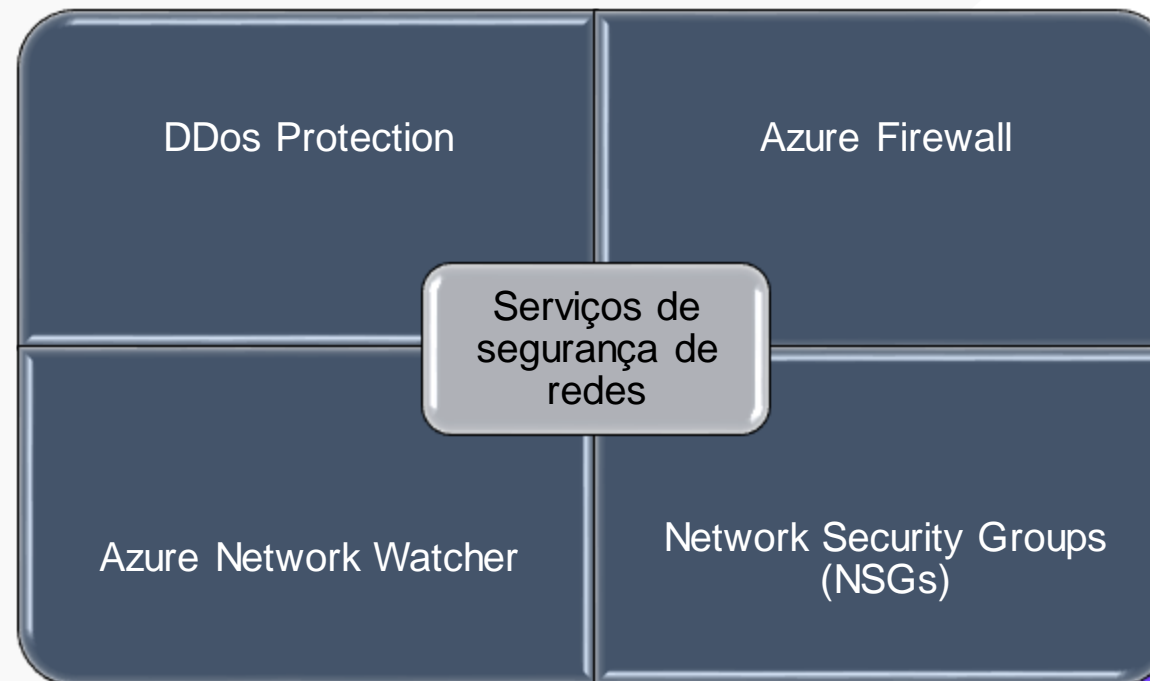 DDos Protection
Azure Firewall
Serviços de
segurança de
redes
Azure Network Watcher
Network Security Groups
(NSGs)